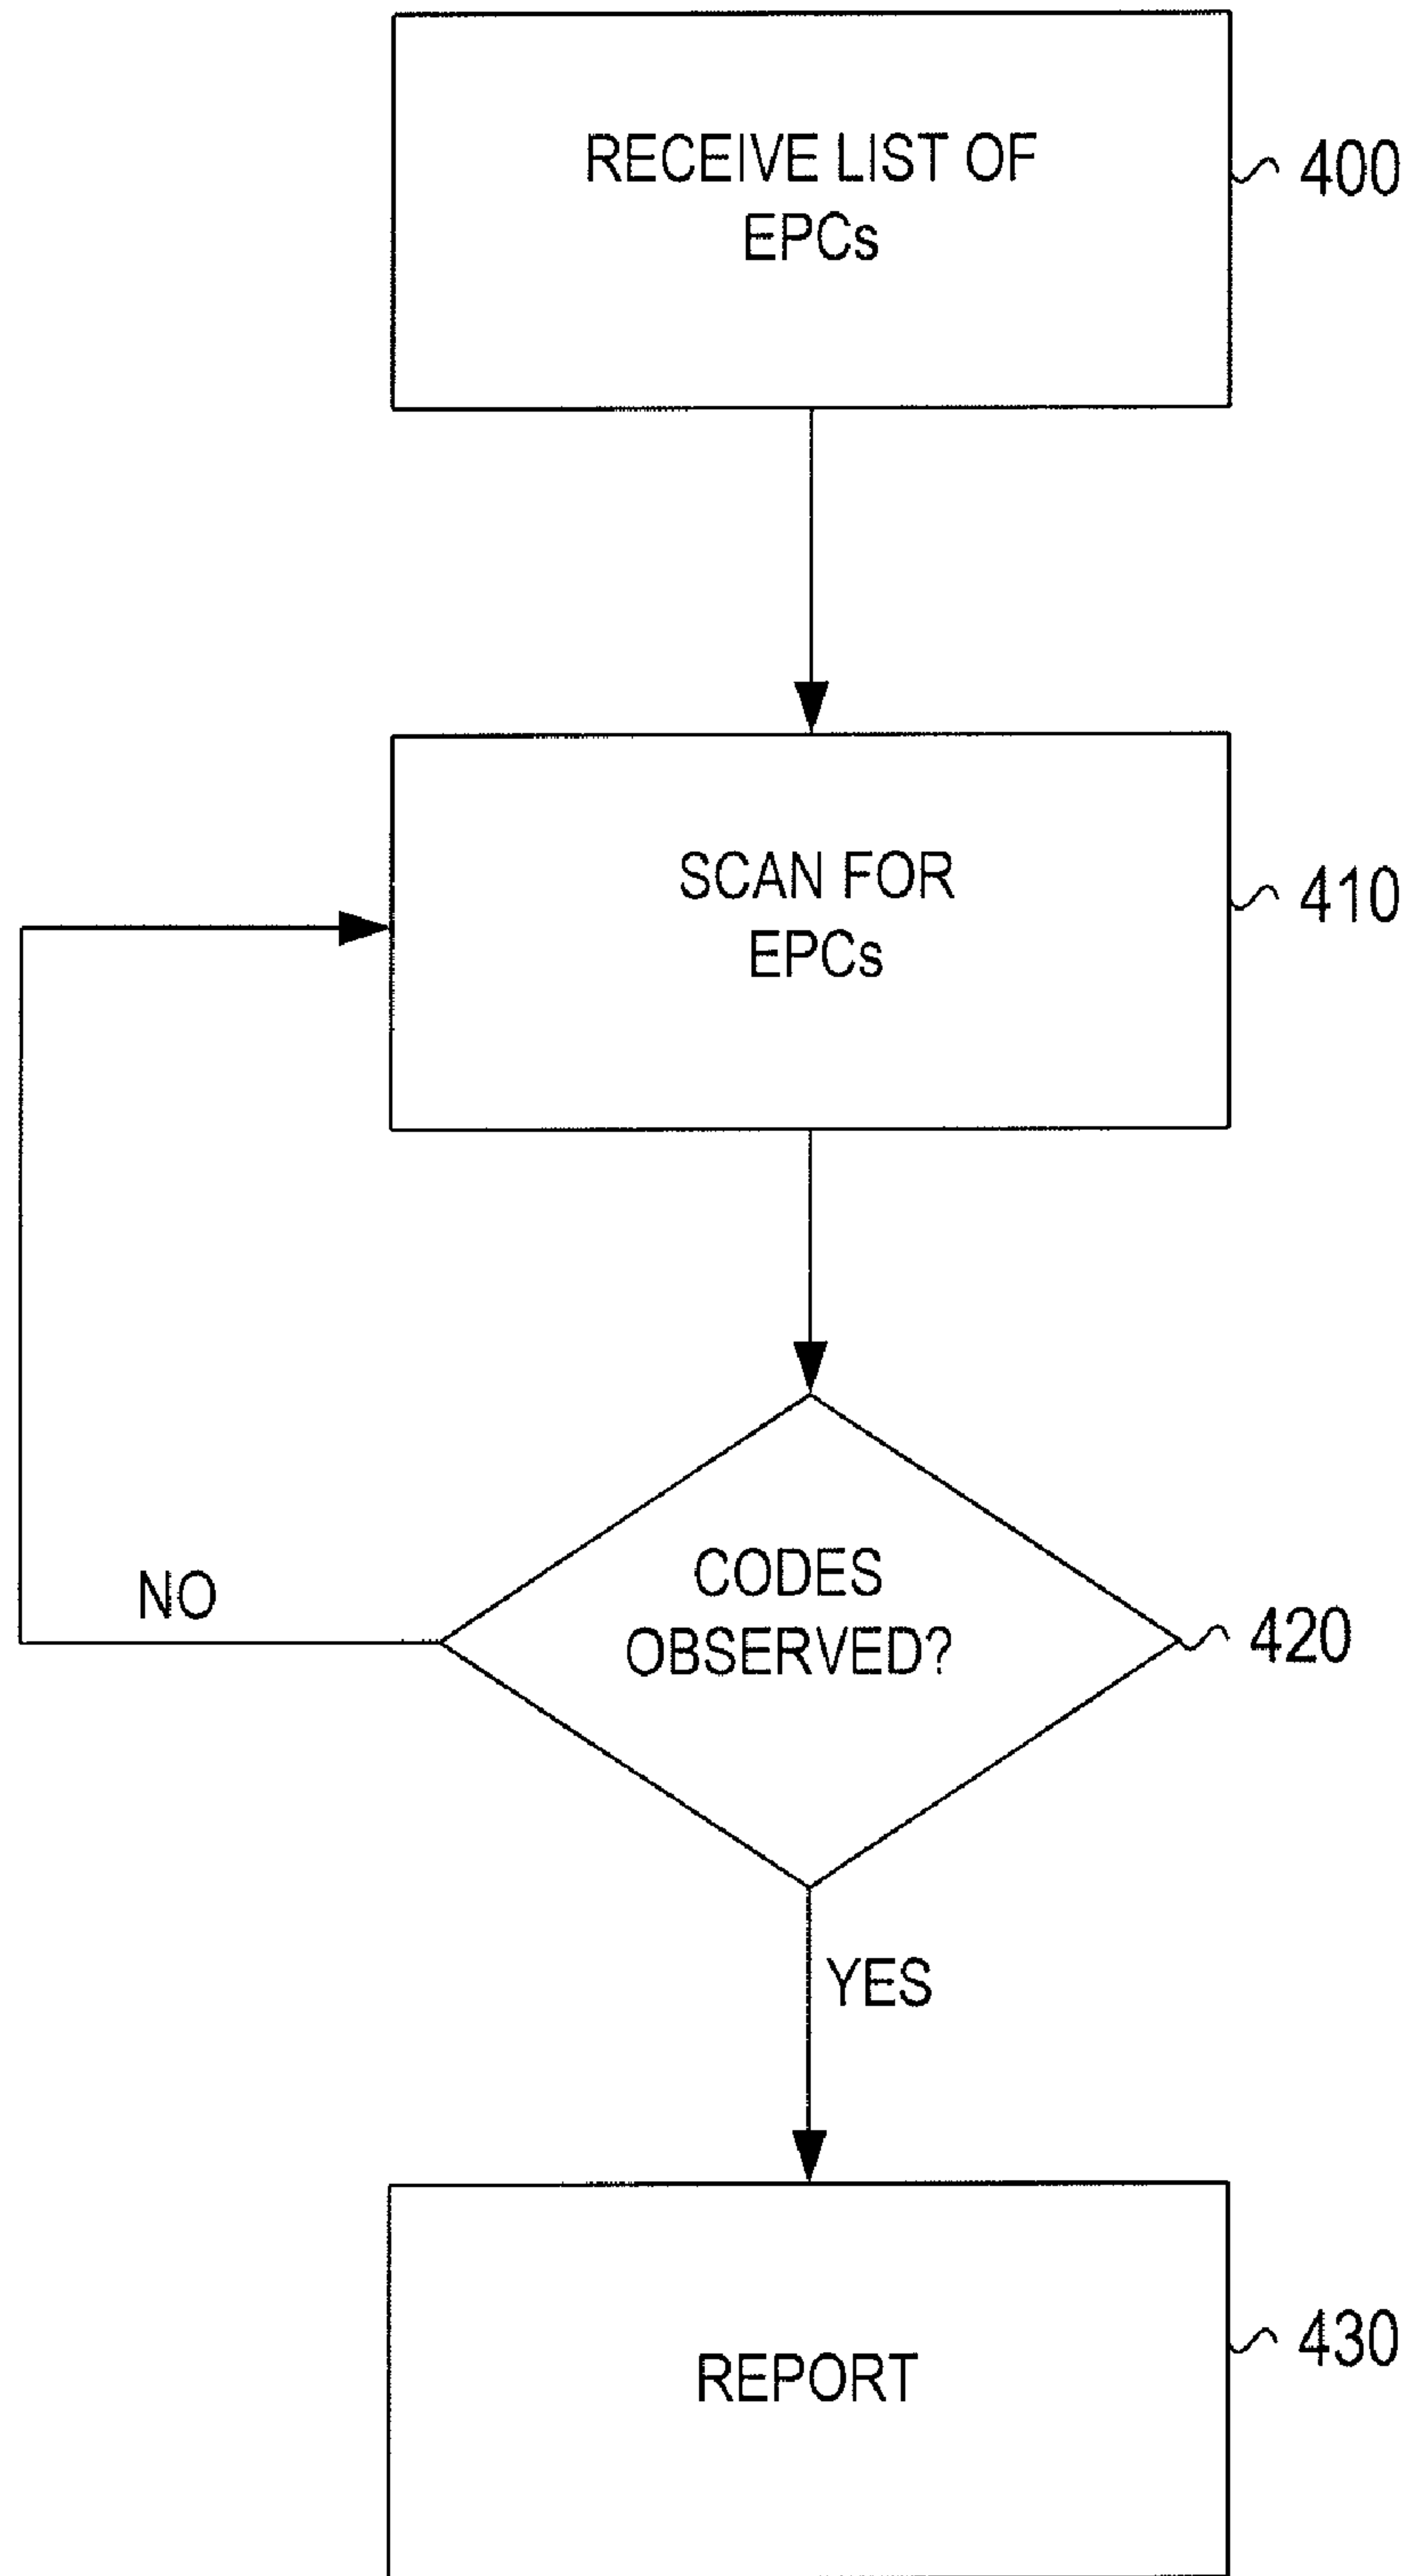 RECEIVE LIST OF
EPCs
400
SCAN FOR
EPCs
410
CODES
OBSERVED?
420
NO
YES
REPORT
430